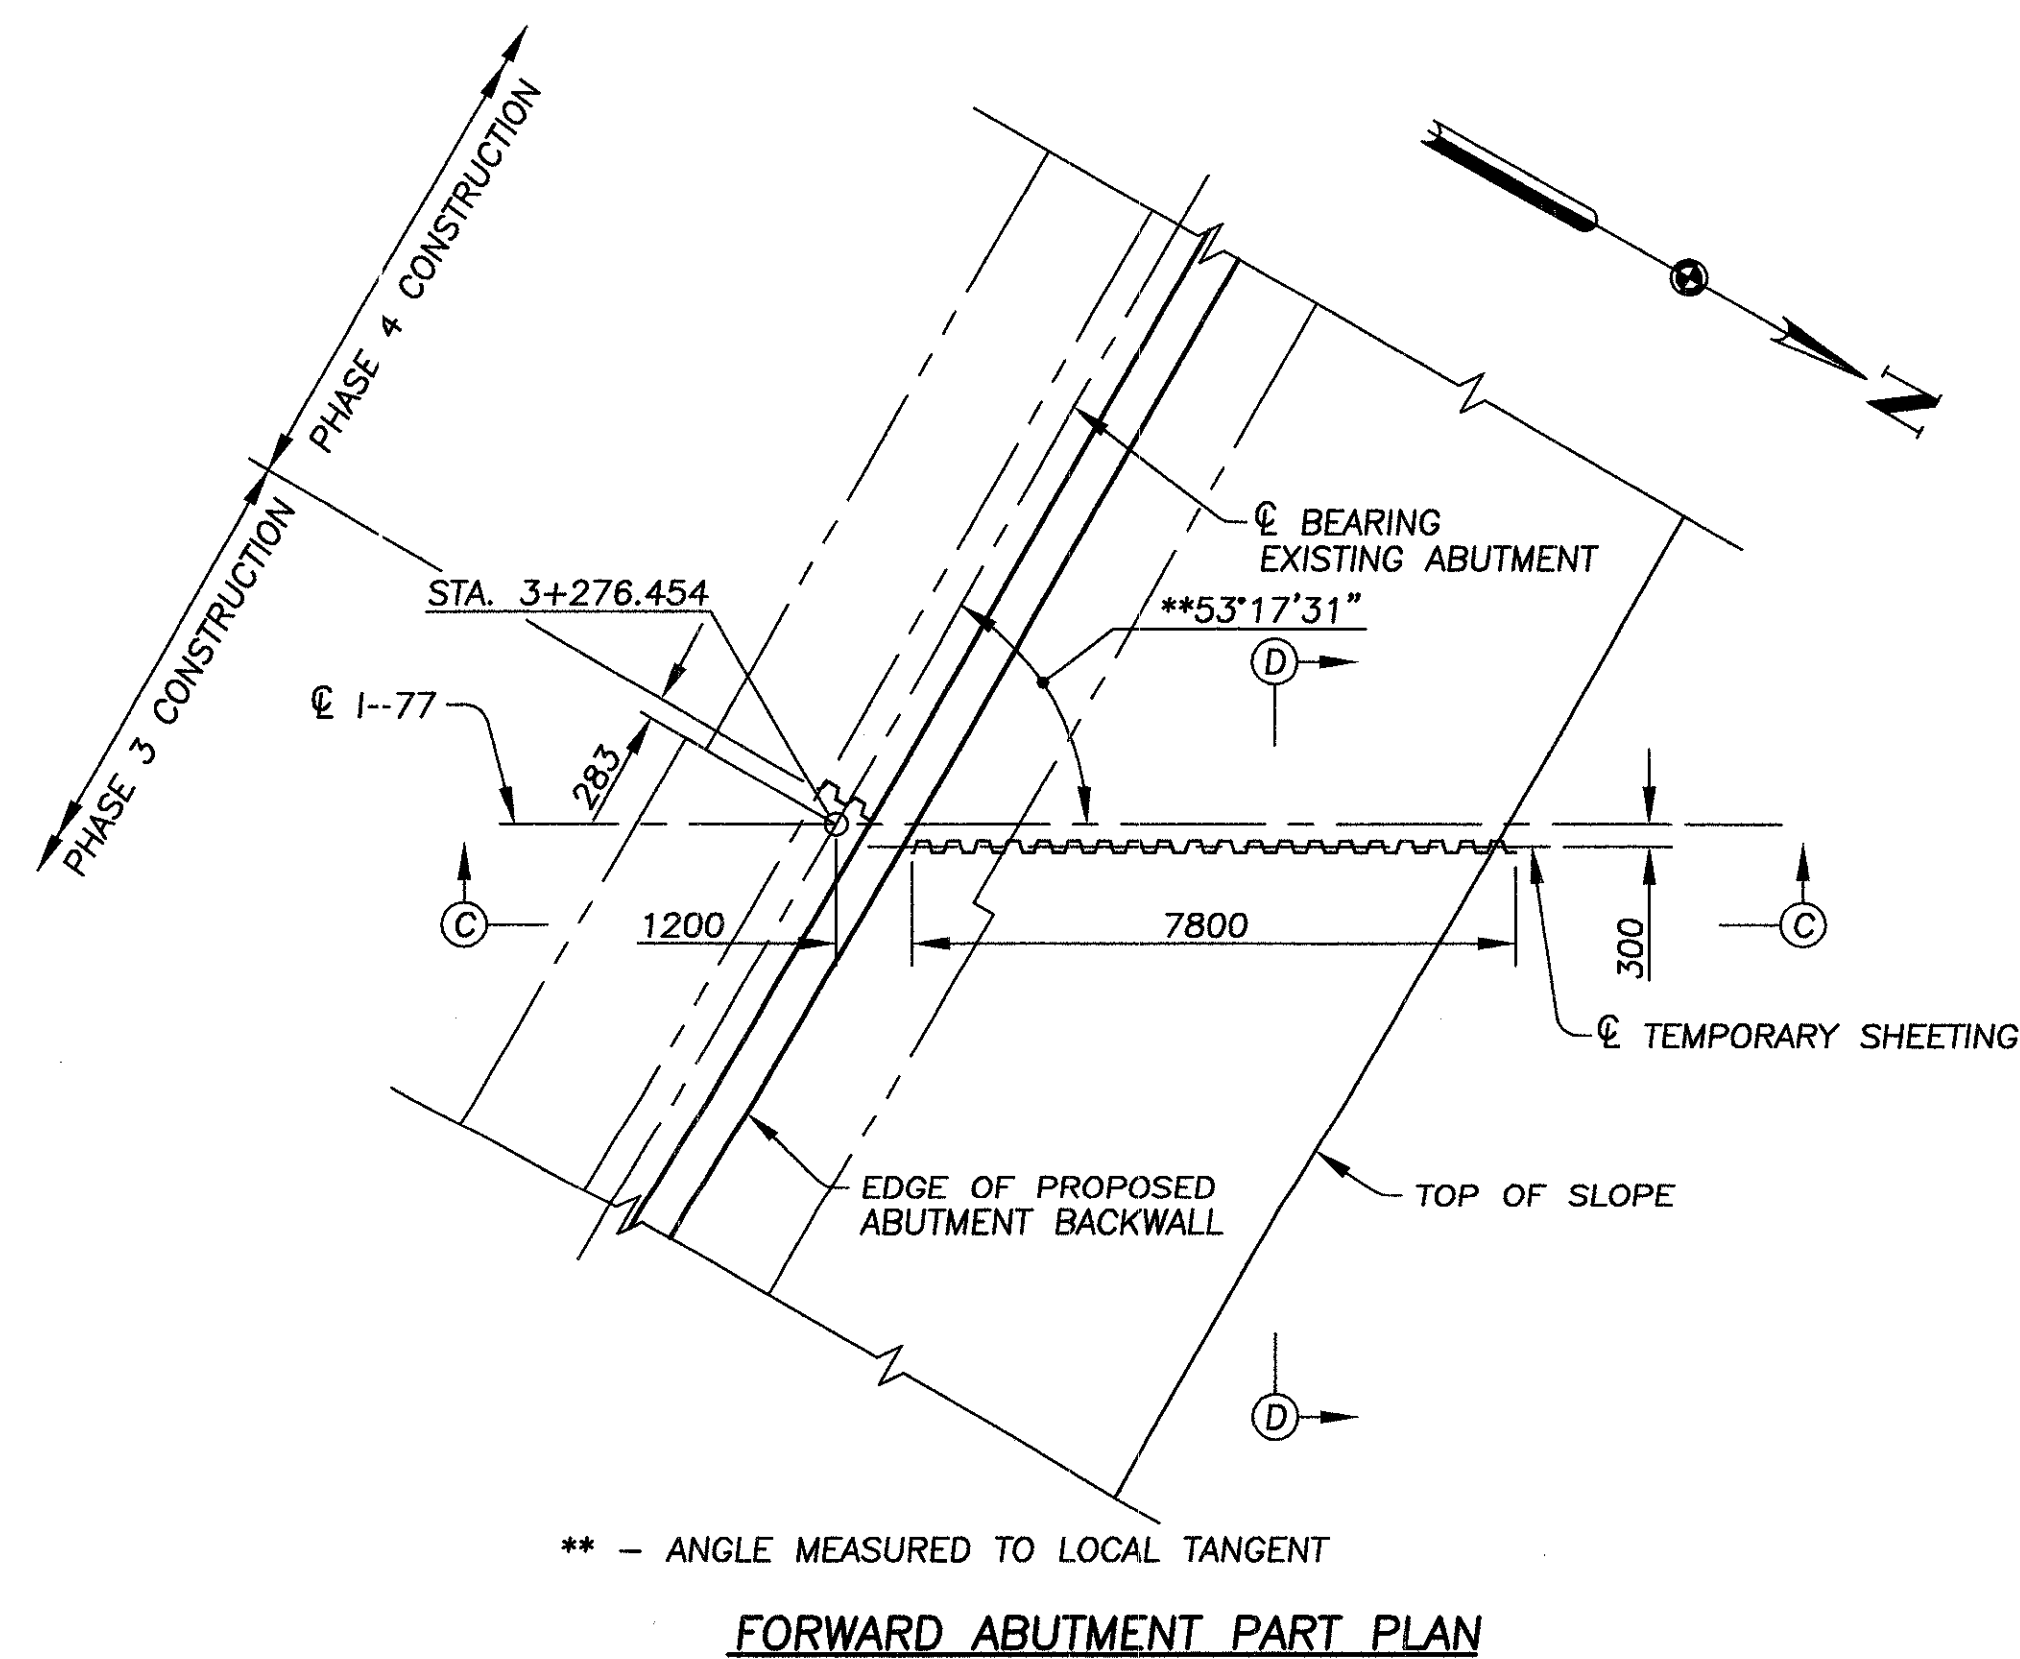 PHASE 4 CONSTRUCTION
PHASE 3 CONSTRUCTION
N
℄ BEARING
EXISTING ABUTMENT
**53°17'31"
STA. 3+276.454
D
℄ I--77
283
C
1200
7800
300
C
℄ TEMPORARY SHEETING
EDGE OF PROPOSED
ABUTMENT BACKWALL
TOP OF SLOPE
D
** - ANGLE MEASURED TO LOCAL TANGENT
FORWARD ABUTMENT PART PLAN